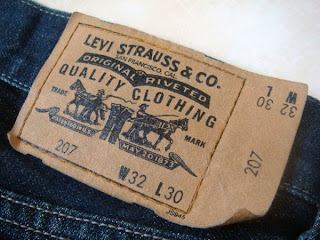 LEVI STRAUSS & CO.
SAN FRANCISCO, CAL.
ORIGINAL RIVETED
QUALITY CLOTHING
TRADE MARK
MAY 20 1873
207
W32 L30
W L
32 30
207